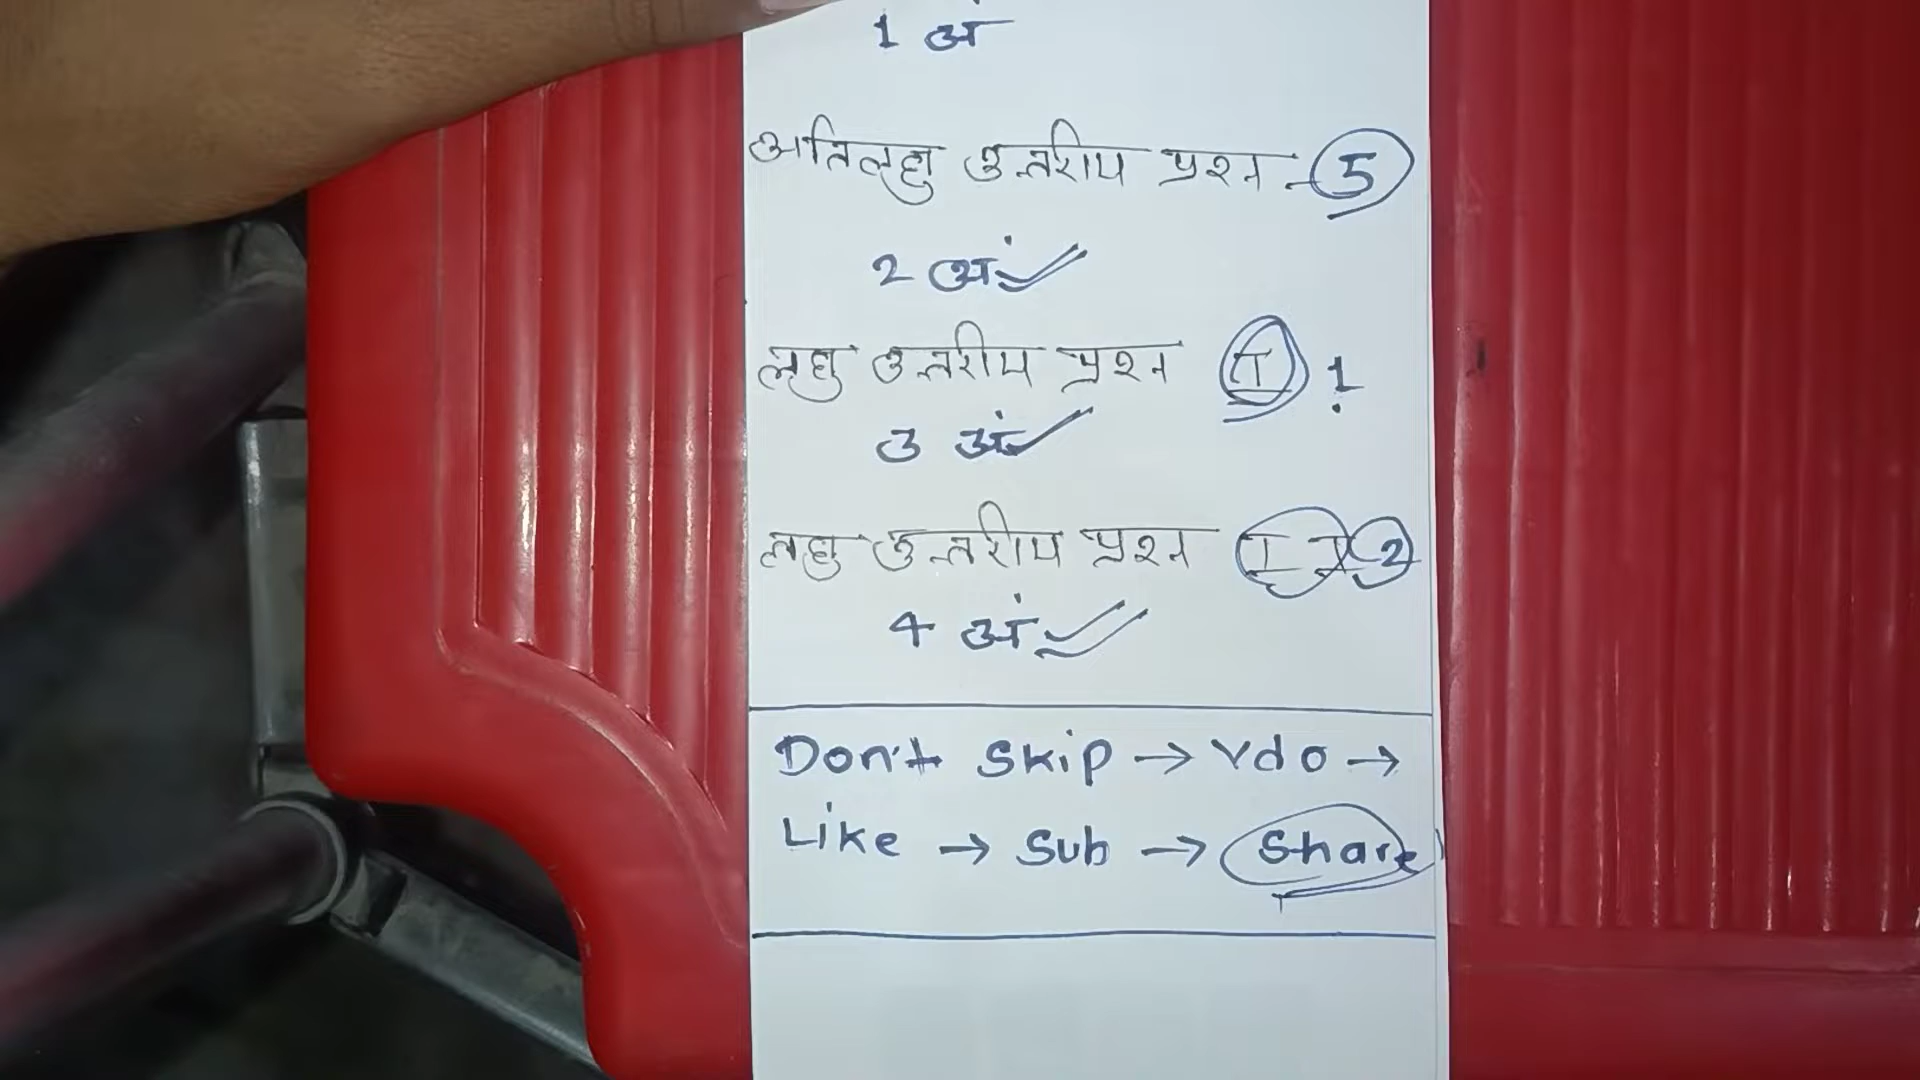 1 अं
अतिलघु उत्तरीय प्रश्न - 5
2 अं
लघु उत्तरीय प्रश्न I 1
3 अं
लघु उत्तरीय प्रश्न I I 2
4 अं
Don't Skip → Vdo →
Like → Sub → Share